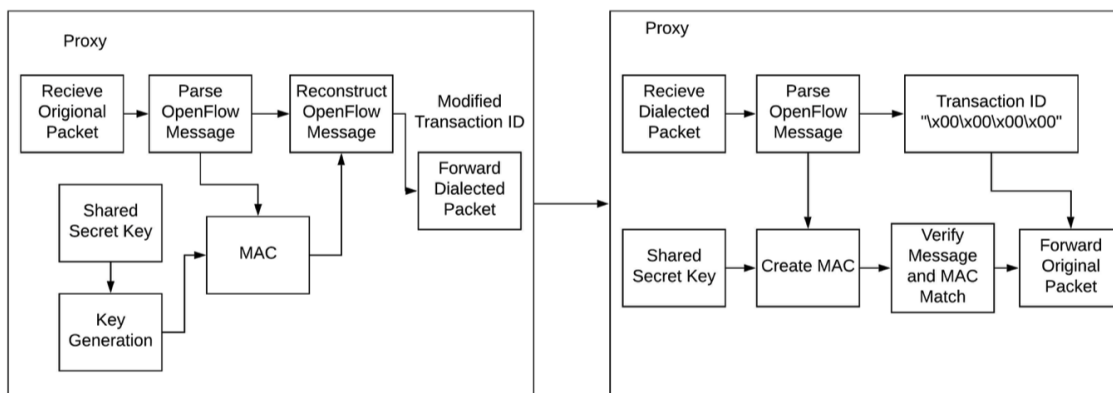 Proxy
Recieve
Origional
Packet
Parse
OpenFlow
Message
Reconstruct
OpenFlow
Message
Modified
Transaction ID
Forward
Dialected
Packet
Shared
Secret Key
MAC
Key
Generation
Proxy
Recieve
Dialected
Packet
Parse
OpenFlow
Message
Transaction ID
"\x00\x00\x00\x00"
Shared
Secret Key
Create MAC
Verify
Message
and MAC
Match
Forward
Original
Packet